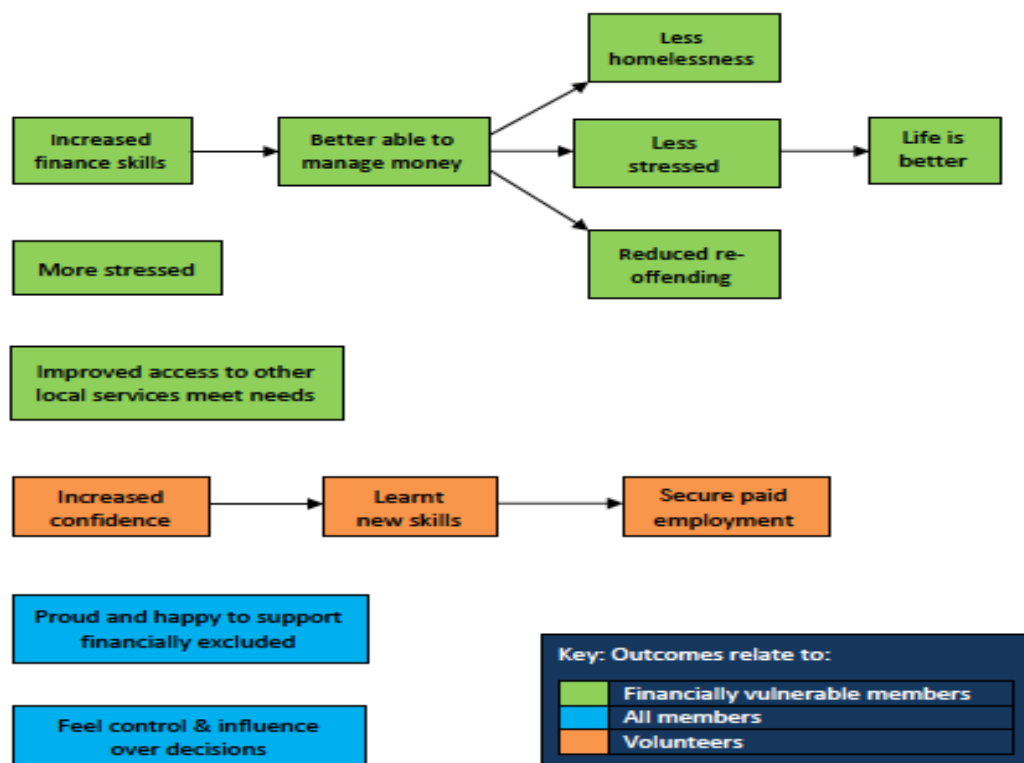 Less
homelessness
Increased
finance skills
Better able to
manage money
Less
stressed
Life is
better
Reduced re-
offending
More stressed
Improved access to other
local services meet needs
Increased
confidence
Learnt
new skills
Secure paid
employment
Proud and happy to support
financially excluded
Feel control & influence
over decisions
Key: Outcomes relate to:
Financially vulnerable members
All members
Volunteers